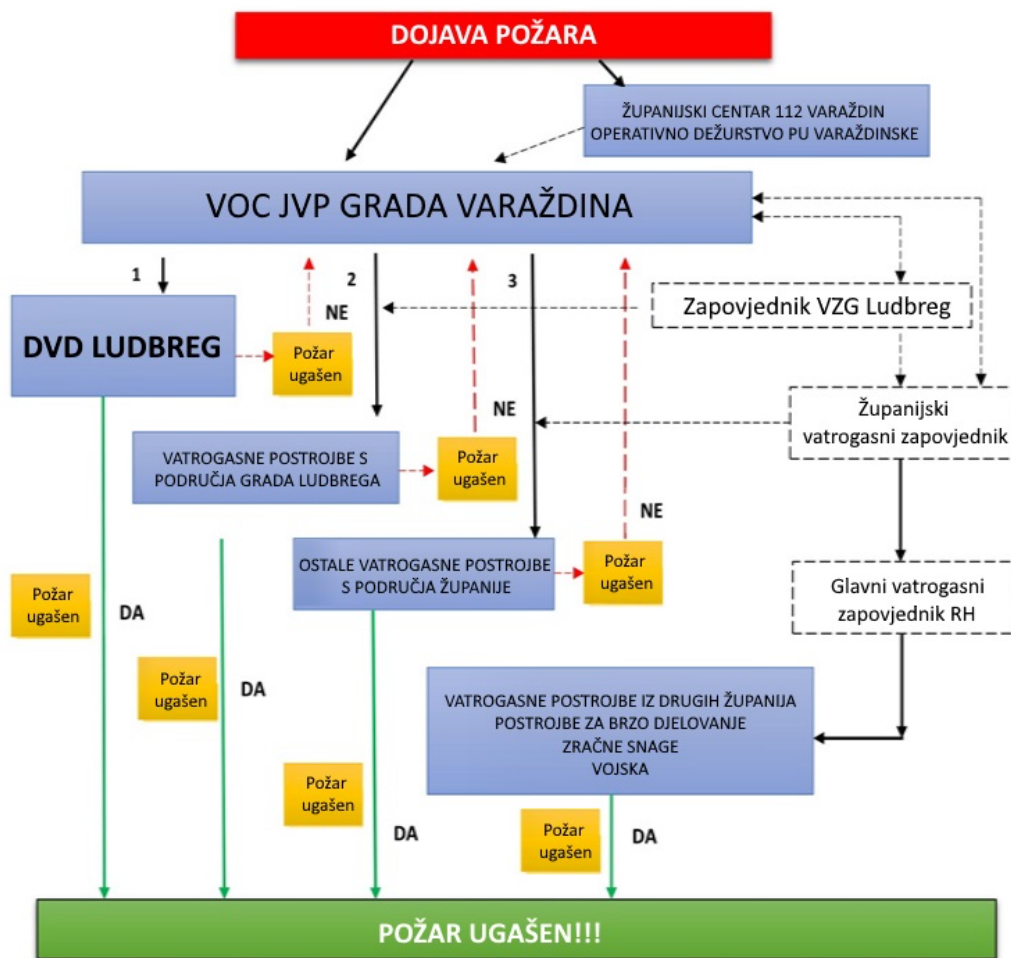 DOJAVA POŽARA
ŽUPANIJSKI CENTAR 112 VARAŽDIN
OPERATIVNO DEŽURSTVO PU VARAŽDINSKE
VOC JVP GRADA VARAŽDINA
1
2
3
NE
Zapovjednik VZG Ludbreg
DVD LUDBREG
Požar
ugašen
NE
Županijski
vatrogasni zapovjednik
VATROGASNE POSTROJBE S
PODRUČJA GRADA LUDBREGA
Požar
ugašen
NE
OSTALE VATROGASNE POSTROJBE
S PODRUČJA ŽUPANIJE
Požar
ugašen
Glavni vatrogasni
zapovjednik RH
Požar
ugašen
DA
Požar
ugašen
DA
VATROGASNE POSTROJBE IZ DRUGIH ŽUPANIJA
POSTROJBE ZA BRZO DJELOVANJE
ZRAČNE SNAGE
VOJSKA
Požar
ugašen
DA
Požar
ugašen
DA
POŽAR UGAŠEN!!!